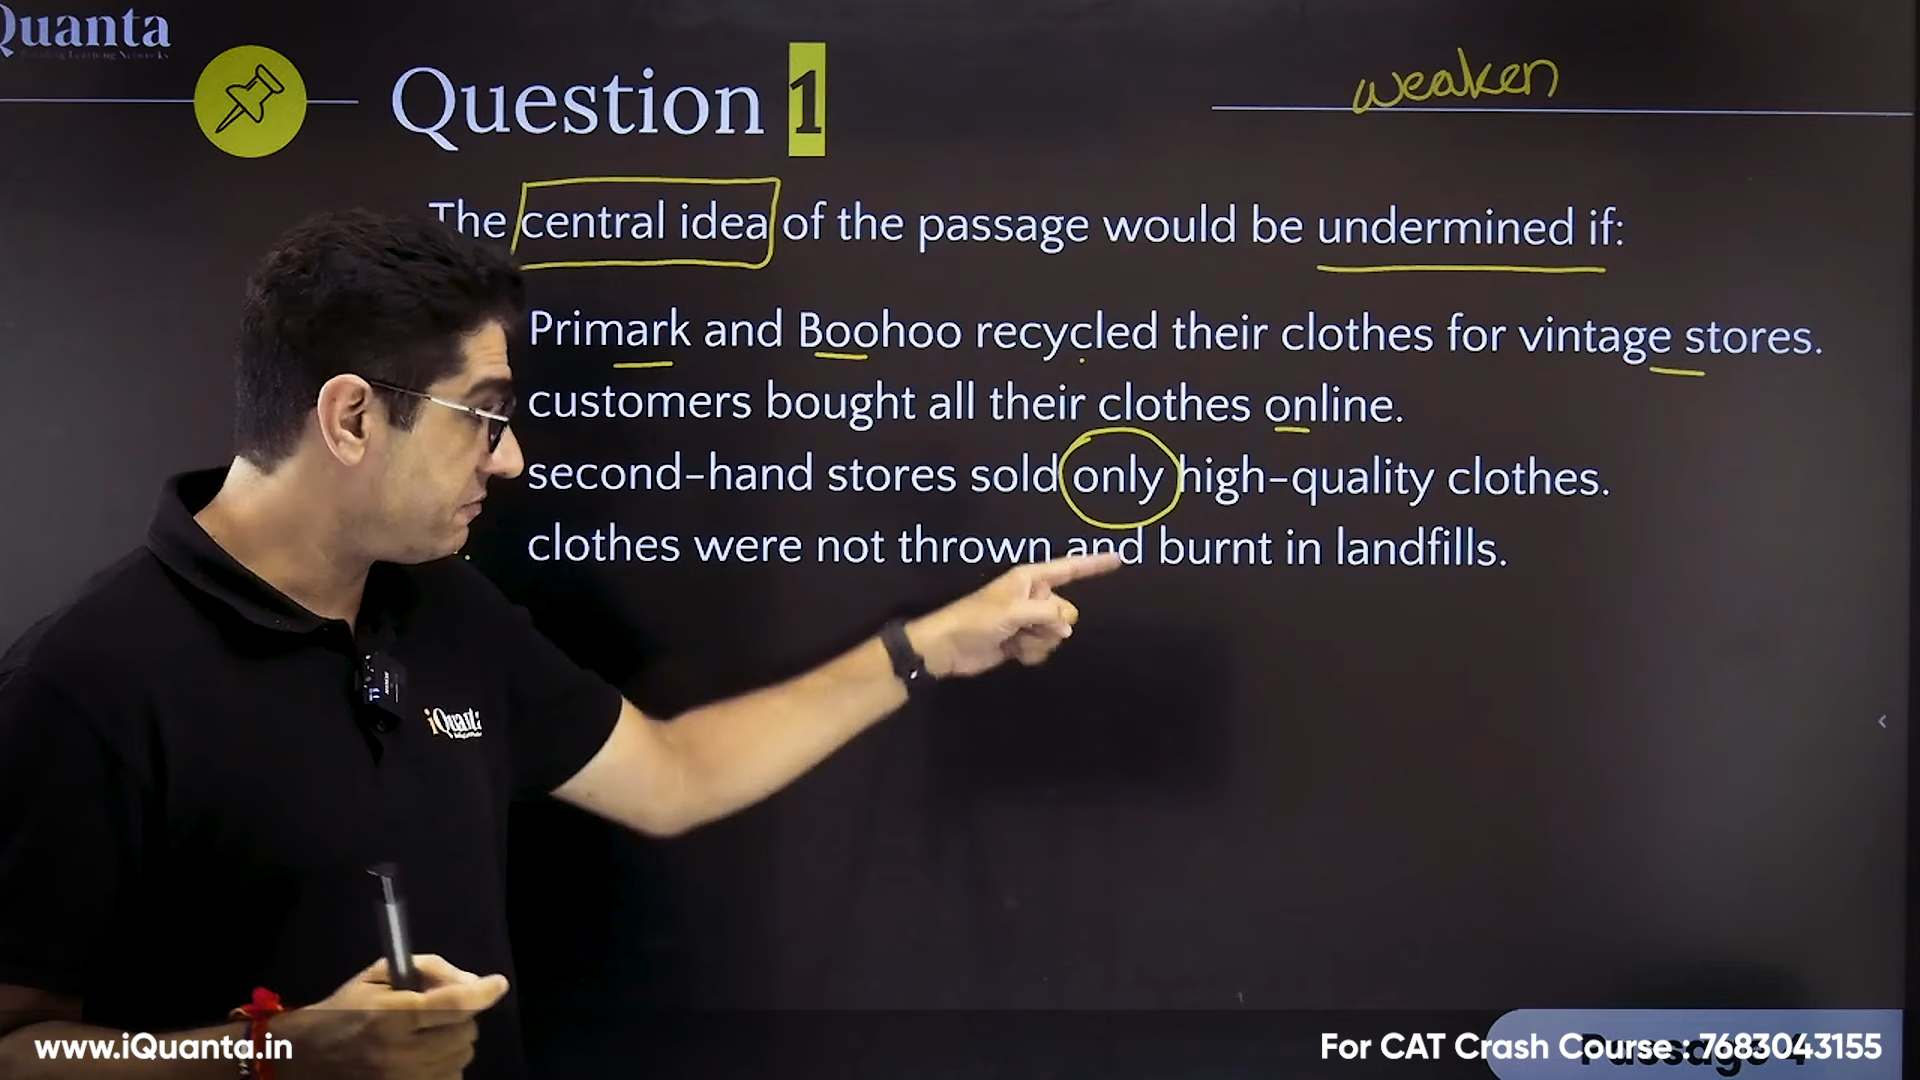 Quanta
weaken
Question 1
The central idea of the passage would be undermined if:
Primark and Boohoo recycled their clothes for vintage stores.
customers bought all their clothes online.
second-hand stores sold only high-quality clothes.
clothes were not thrown and burnt in landfills.
iQuanta
www.iQuanta.in
For CAT Crash Course : 7683043155
Passage 4